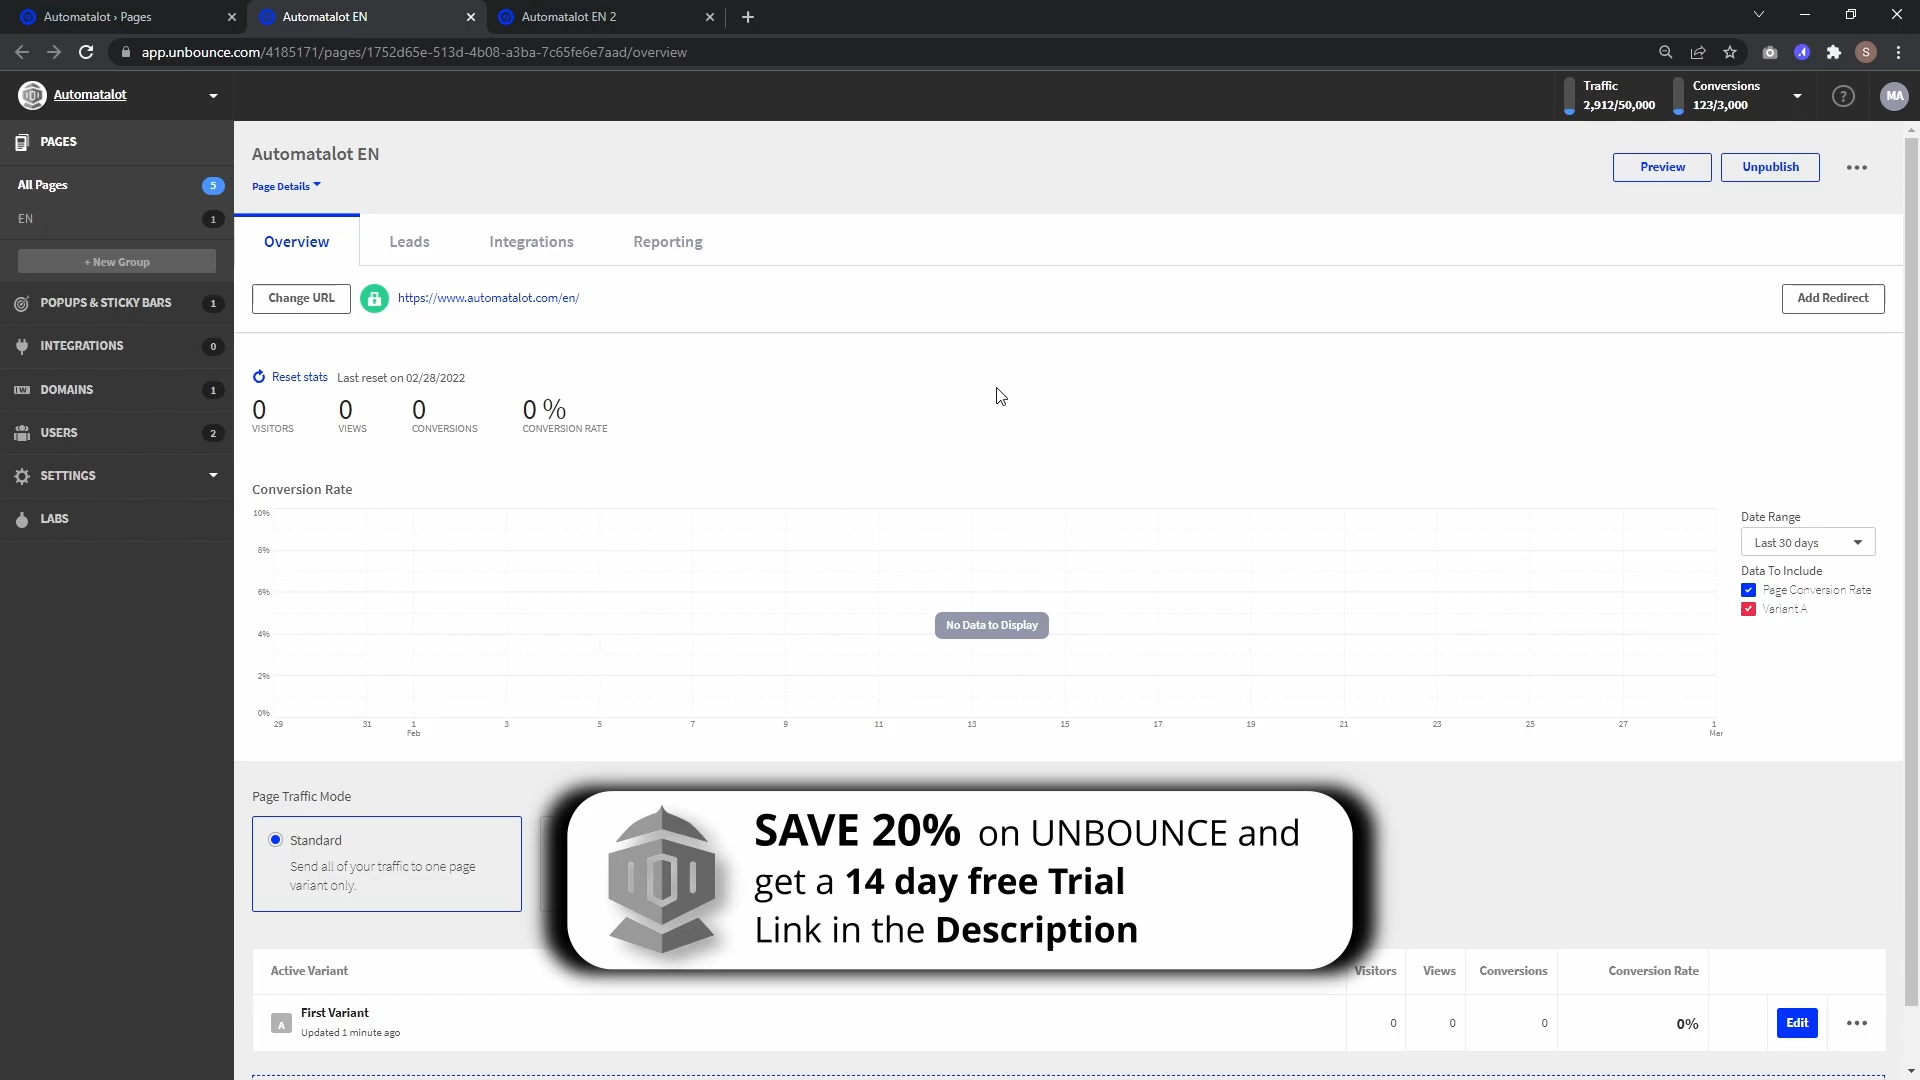 Automatalot › Pages
Automatalot EN
Automatalot EN 2
app.unbounce.com/4185171/pages/1752d65e-513d-4b08-a3ba-7c65fe6e7aad/overview
S
Automatalot
Traffic
2,912/50,000
Conversions
123/3,000
?
MA
PAGES
All Pages
5
EN
1
+ New Group
POPUPS & STICKY BARS
1
INTEGRATIONS
0
DOMAINS
1
USERS
2
SETTINGS
LABS
Automatalot EN
Page Details
Preview
Unpublish
Overview
Leads
Integrations
Reporting
Change URL
https://www.automatalot.com/en/
Add Redirect
Reset stats
Last reset on 02/28/2022
0
VISITORS
0
VIEWS
0
CONVERSIONS
0 %
CONVERSION RATE
Conversion Rate
10%
8%
6%
4%
2%
0%
No Data to Display
29 31 1 3 5 7 9 11 13 15 17 19 21 23 25 27 1
Feb
Mar
Date Range
Last 30 days
Data To Include
Page Conversion Rate
Variant A
Page Traffic Mode
Standard
Send all of your traffic to one page
variant only.
SAVE 20% on UNBOUNCE and
get a 14 day free Trial
Link in the Description
Active Variant
Visitors
Views
Conversions
Conversion Rate
A
First Variant
Updated 1 minute ago
0
0
0
0%
Edit